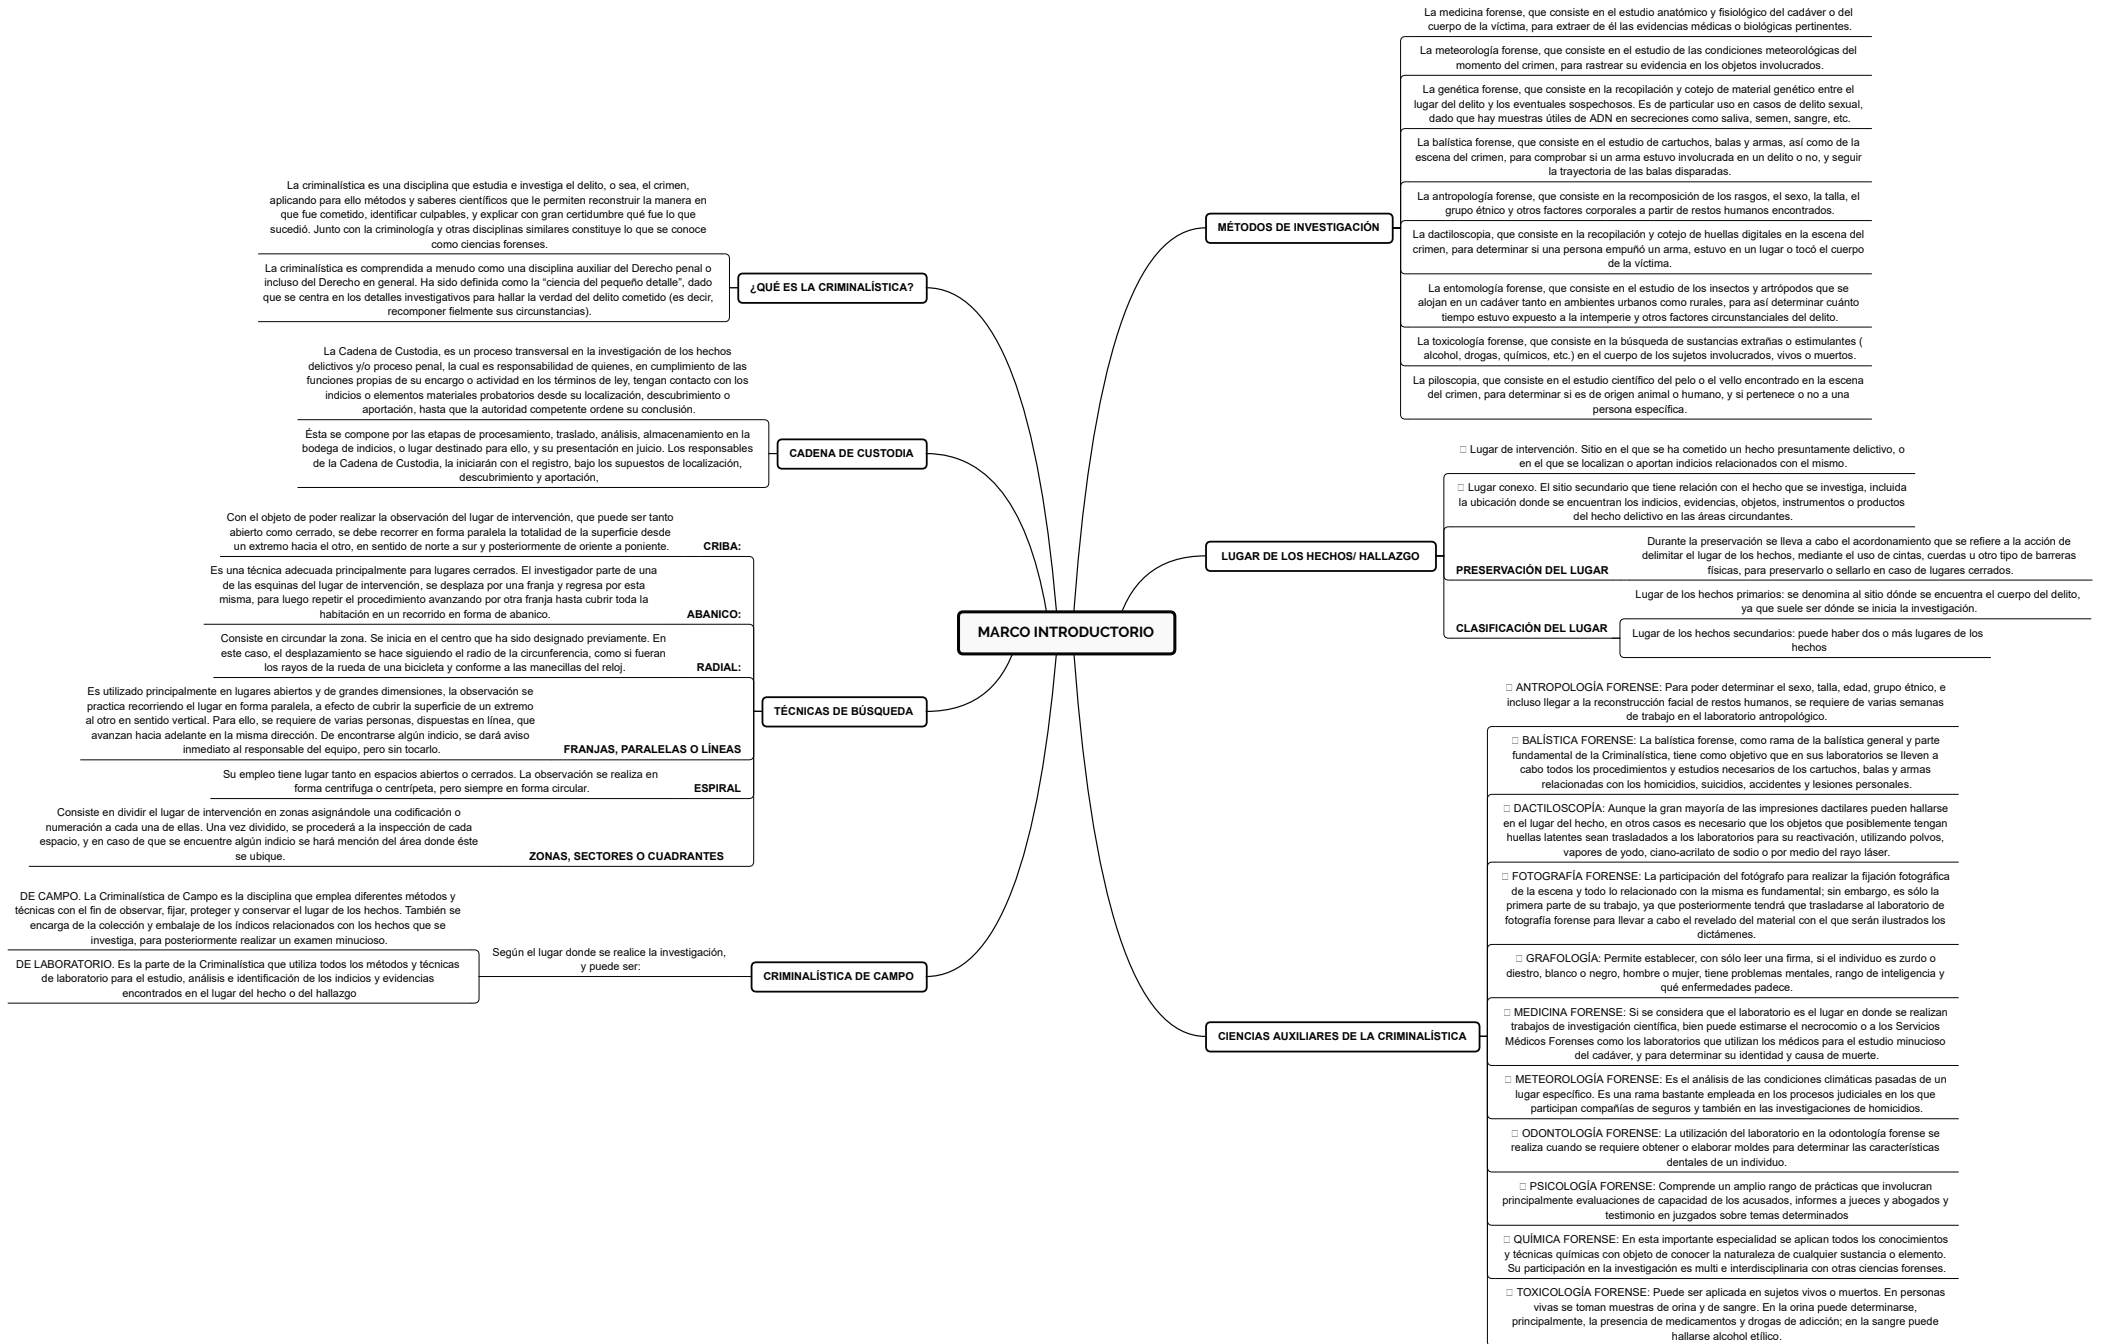 MARCO INTRODUCTORIO
¿QUÉ ES LA CRIMINALÍSTICA?
La criminalística es una disciplina que estudia e investiga el delito, o sea, el crimen,
aplicando para ello métodos y saberes científicos que le permiten reconstruir la manera en
que fue cometido, identificar culpables, y explicar con gran certidumbre qué fue lo que
sucedió. Junto con la criminología y otras disciplinas similares constituye lo que se conoce
como ciencias forenses.
La criminalística es comprendida a menudo como una disciplina auxiliar del Derecho penal o
incluso del Derecho en general. Ha sido definida como la “ciencia del pequeño detalle”, dado
que se centra en los detalles investigativos para hallar la verdad del delito cometido (es decir,
recomponer fielmente sus circunstancias).
CADENA DE CUSTODIA
La Cadena de Custodia, es un proceso transversal en la investigación de los hechos
delictivos y/o proceso penal, la cual es responsabilidad de quienes, en cumplimiento de las
funciones propias de su encargo o actividad en los términos de ley, tengan contacto con los
indicios o elementos materiales probatorios desde su localización, descubrimiento o
aportación, hasta que la autoridad competente ordene su conclusión.
Ésta se compone por las etapas de procesamiento, traslado, análisis, almacenamiento en la
bodega de indicios, o lugar destinado para ello, y su presentación en juicio. Los responsables
de la Cadena de Custodia, la iniciarán con el registro, bajo los supuestos de localización,
descubrimiento y aportación,
TÉCNICAS DE BÚSQUEDA
CRIBA:
Con el objeto de poder realizar la observación del lugar de intervención, que puede ser tanto
abierto como cerrado, se debe recorrer en forma paralela la totalidad de la superficie desde
un extremo hacia el otro, en sentido de norte a sur y posteriormente de oriente a poniente.
ABANICO:
Es una técnica adecuada principalmente para lugares cerrados. El investigador parte de una
de las esquinas del lugar de intervención, se desplaza por una franja y regresa por esta
misma, para luego repetir el procedimiento avanzando por otra franja hasta cubrir toda la
habitación en un recorrido en forma de abanico.
RADIAL:
Consiste en circundar la zona. Se inicia en el centro que ha sido designado previamente. En
este caso, el desplazamiento se hace siguiendo el radio de la circunferencia, como si fueran
los rayos de la rueda de una bicicleta y conforme a las manecillas del reloj.
FRANJAS, PARALELAS O LÍNEAS
Es utilizado principalmente en lugares abiertos y de grandes dimensiones, la observación se
practica recorriendo el lugar en forma paralela, a efecto de cubrir la superficie de un extremo
al otro en sentido vertical. Para ello, se requiere de varias personas, dispuestas en línea, que
avanzan hacia adelante en la misma dirección. De encontrarse algún indicio, se dará aviso
inmediato al responsable del equipo, pero sin tocarlo.
ESPIRAL
Su empleo tiene lugar tanto en espacios abiertos o cerrados. La observación se realiza en
forma centrifuga o centrípeta, pero siempre en forma circular.
ZONAS, SECTORES O CUADRANTES
Consiste en dividir el lugar de intervención en zonas asignándole una codificación o
numeración a cada una de ellas. Una vez dividido, se procederá a la inspección de cada
espacio, y en caso de que se encuentre algún indicio se hará mención del área donde éste
se ubique.
CRIMINALÍSTICA DE CAMPO
Según el lugar donde se realice la investigación,
y puede ser:
DE CAMPO. La Criminalística de Campo es la disciplina que emplea diferentes métodos y
técnicas con el fin de observar, fijar, proteger y conservar el lugar de los hechos. También se
encarga de la colección y embalaje de los índicos relacionados con los hechos que se
investiga, para posteriormente realizar un examen minucioso.
DE LABORATORIO. Es la parte de la Criminalística que utiliza todos los métodos y técnicas
de laboratorio para el estudio, análisis e identificación de los indicios y evidencias
encontrados en el lugar del hecho o del hallazgo
MÉTODOS DE INVESTIGACIÓN
La medicina forense, que consiste en el estudio anatómico y fisiológico del cadáver o del
cuerpo de la víctima, para extraer de él las evidencias médicas o biológicas pertinentes.
La meteorología forense, que consiste en el estudio de las condiciones meteorológicas del
momento del crimen, para rastrear su evidencia en los objetos involucrados.
La genética forense, que consiste en la recopilación y cotejo de material genético entre el
lugar del delito y los eventuales sospechosos. Es de particular uso en casos de delito sexual,
dado que hay muestras útiles de ADN en secreciones como saliva, semen, sangre, etc.
La balística forense, que consiste en el estudio de cartuchos, balas y armas, así como de la
escena del crimen, para comprobar si un arma estuvo involucrada en un delito o no, y seguir
la trayectoria de las balas disparadas.
La antropología forense, que consiste en la recomposición de los rasgos, el sexo, la talla, el
grupo étnico y otros factores corporales a partir de restos humanos encontrados.
La dactiloscopia, que consiste en la recopilación y cotejo de huellas digitales en la escena del
crimen, para determinar si una persona empuñó un arma, estuvo en un lugar o tocó el cuerpo
de la víctima.
La entomología forense, que consiste en el estudio de los insectos y artrópodos que se
alojan en un cadáver tanto en ambientes urbanos como rurales, para así determinar cuánto
tiempo estuvo expuesto a la intemperie y otros factores circunstanciales del delito.
La toxicología forense, que consiste en la búsqueda de sustancias extrañas o estimulantes (
alcohol, drogas, químicos, etc.) en el cuerpo de los sujetos involucrados, vivos o muertos.
La piloscopia, que consiste en el estudio científico del pelo o el vello encontrado en la escena
del crimen, para determinar si es de origen animal o humano, y si pertenece o no a una
persona específica.
LUGAR DE LOS HECHOS/ HALLAZGO
Lugar de intervención. Sitio en el que se ha cometido un hecho presuntamente delictivo, o
en el que se localizan o aportan indicios relacionados con el mismo.
Lugar conexo. El sitio secundario que tiene relación con el hecho que se investiga, incluida
la ubicación donde se encuentran los indicios, evidencias, objetos, instrumentos o productos
del hecho delictivo en las áreas circundantes.
PRESERVACIÓN DEL LUGAR
Durante la preservación se lleva a cabo el acordonamiento que se refiere a la acción de
delimitar el lugar de los hechos, mediante el uso de cintas, cuerdas u otro tipo de barreras
físicas, para preservarlo o sellarlo en caso de lugares cerrados.
CLASIFICACIÓN DEL LUGAR
Lugar de los hechos primarios: se denomina al sitio dónde se encuentra el cuerpo del delito,
ya que suele ser dónde se inicia la investigación.
Lugar de los hechos secundarios: puede haber dos o más lugares de los
hechos
CIENCIAS AUXILIARES DE LA CRIMINALÍSTICA
ANTROPOLOGÍA FORENSE: Para poder determinar el sexo, talla, edad, grupo étnico, e
incluso llegar a la reconstrucción facial de restos humanos, se requiere de varias semanas
de trabajo en el laboratorio antropológico.
BALÍSTICA FORENSE: La balística forense, como rama de la balística general y parte
fundamental de la Criminalística, tiene como objetivo que en sus laboratorios se lleven a
cabo todos los procedimientos y estudios necesarios de los cartuchos, balas y armas
relacionadas con los homicidios, suicidios, accidentes y lesiones personales.
DACTILOSCOPÍA: Aunque la gran mayoría de las impresiones dactilares pueden hallarse
en el lugar del hecho, en otros casos es necesario que los objetos que posiblemente tengan
huellas latentes sean trasladados a los laboratorios para su reactivación, utilizando polvos,
vapores de yodo, ciano-acrilato de sodio o por medio del rayo láser.
FOTOGRAFÍA FORENSE: La participación del fotógrafo para realizar la fijación fotográfica
de la escena y todo lo relacionado con la misma es fundamental; sin embargo, es sólo la
primera parte de su trabajo, ya que posteriormente tendrá que trasladarse al laboratorio de
fotografía forense para llevar a cabo el revelado del material con el que serán ilustrados los
dictámenes.
GRAFOLOGÍA: Permite establecer, con sólo leer una firma, si el individuo es zurdo o
diestro, blanco o negro, hombre o mujer, tiene problemas mentales, rango de inteligencia y
qué enfermedades padece.
MEDICINA FORENSE: Si se considera que el laboratorio es el lugar en donde se realizan
trabajos de investigación científica, bien puede estimarse el necrocomio o a los Servicios
Médicos Forenses como los laboratorios que utilizan los médicos para el estudio minucioso
del cadáver, y para determinar su identidad y causa de muerte.
METEOROLOGÍA FORENSE: Es el análisis de las condiciones climáticas pasadas de un
lugar específico. Es una rama bastante empleada en los procesos judiciales en los que
participan compañías de seguros y también en las investigaciones de homicidios.
ODONTOLOGÍA FORENSE: La utilización del laboratorio en la odontología forense se
realiza cuando se requiere obtener o elaborar moldes para determinar las características
dentales de un individuo.
PSICOLOGÍA FORENSE: Comprende un amplio rango de prácticas que involucran
principalmente evaluaciones de capacidad de los acusados, informes a jueces y abogados y
testimonio en juzgados sobre temas determinados
QUÍMICA FORENSE: En esta importante especialidad se aplican todos los conocimientos
y técnicas químicas con objeto de conocer la naturaleza de cualquier sustancia o elemento.
Su participación en la investigación es multi e interdisciplinaria con otras ciencias forenses.
TOXICOLOGÍA FORENSE: Puede ser aplicada en sujetos vivos o muertos. En personas
vivas se toman muestras de orina y de sangre. En la orina puede determinarse,
principalmente, la presencia de medicamentos y drogas de adicción; en la sangre puede
hallarse alcohol etílico.